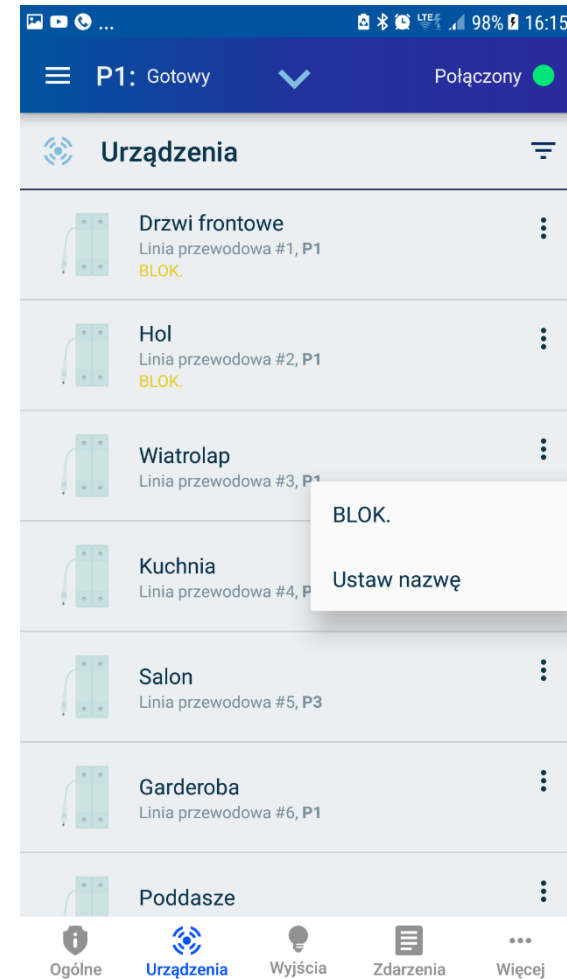 ... LTE 98% 16:15
P1: Gotowy Połączony
Urządzenia
Drzwi frontowe
Linia przewodowa #1, P1
BLOK.
Hol
Linia przewodowa #2, P1
BLOK.
Wiatrolap
Linia przewodowa #3, P1
BLOK.
Ustaw nazwę
Kuchnia
Linia przewodowa #4, P
Salon
Linia przewodowa #5, P3
Garderoba
Linia przewodowa #6, P1
Poddasze
Ogólne Urządzenia Wyjścia Zdarzenia Więcej